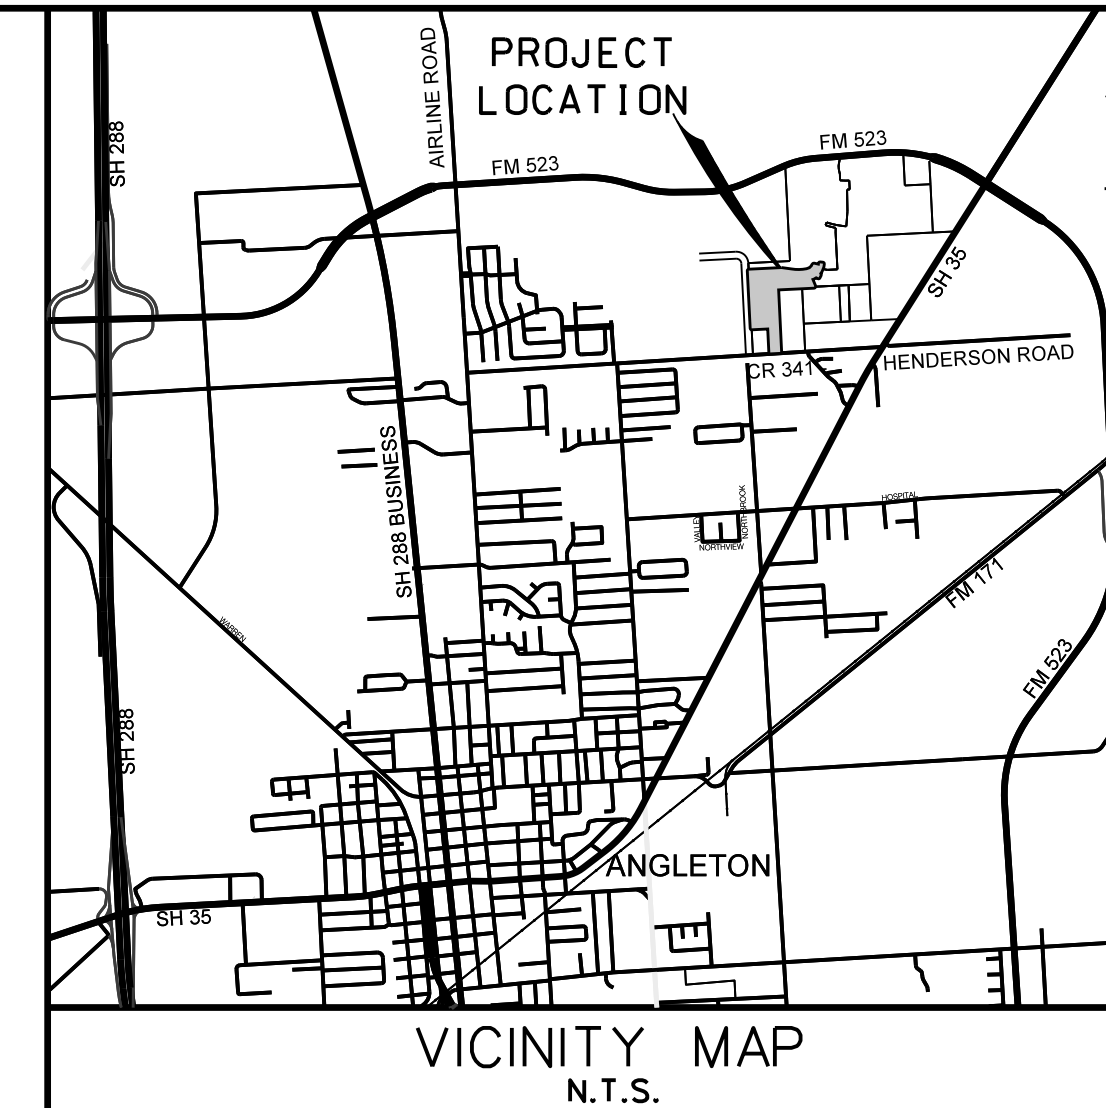 PROJECT
LOCATION
AIRLINE ROAD
SH 288
FM 523
FM 523
SH 35
CR 341
HENDERSON ROAD
SH 288 BUSINESS
VALLEY
NORTHBROOK
NORTHVIEW
HOSPITAL
FM 171
WARREN
FM 523
SH 288
ANGLETON
SH 35
VICINITY MAP
N.T.S.